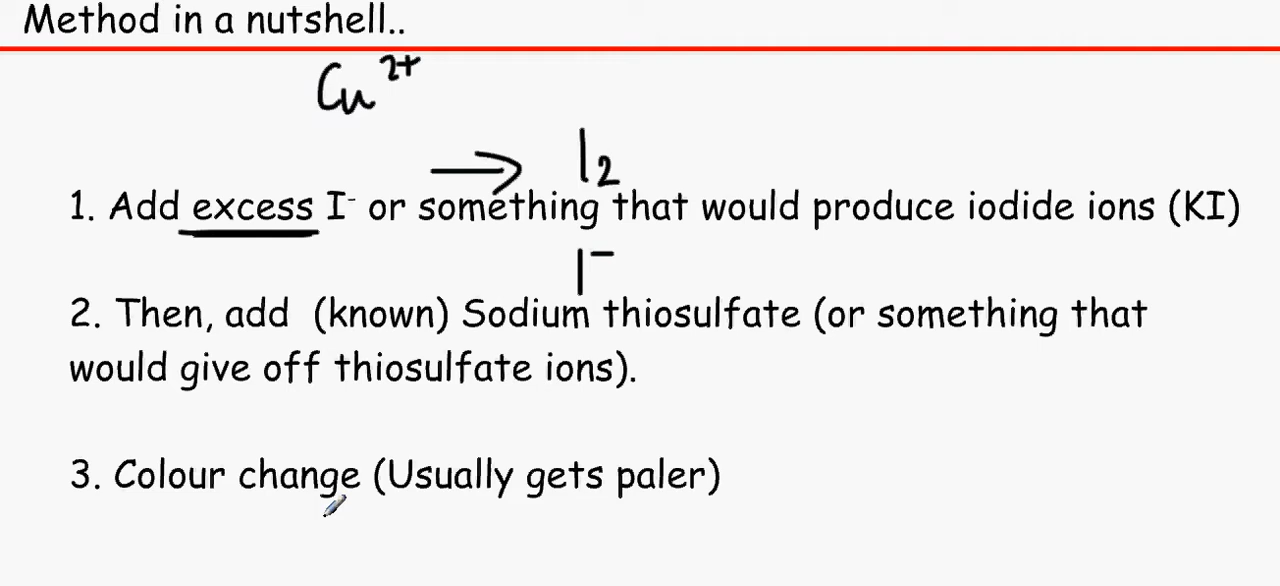 Method in a nutshell..
Cu²⁺
→ I₂
1. Add excess I⁻ or something that would produce iodide ions (KI)
I⁻
2. Then, add (known) Sodium thiosulfate (or something that
would give off thiosulfate ions).
3. Colour change (Usually gets paler)